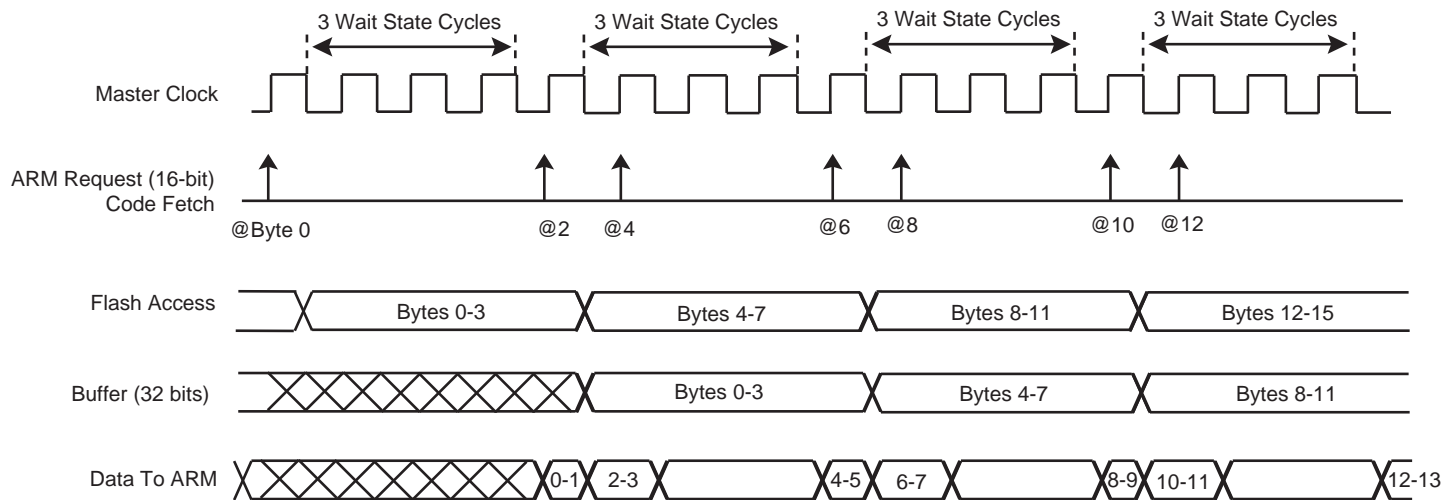 3 Wait State Cycles
3 Wait State Cycles
3 Wait State Cycles
3 Wait State Cycles
Master Clock
ARM Request (16-bit)
Code Fetch
@Byte 0
@2
@4
@6
@8
@10
@12
Flash Access
Bytes 0-3
Bytes 4-7
Bytes 8-11
Bytes 12-15
Buffer (32 bits)
Bytes 0-3
Bytes 4-7
Bytes 8-11
Data To ARM
0-1
2-3
4-5
6-7
8-9
10-11
12-13